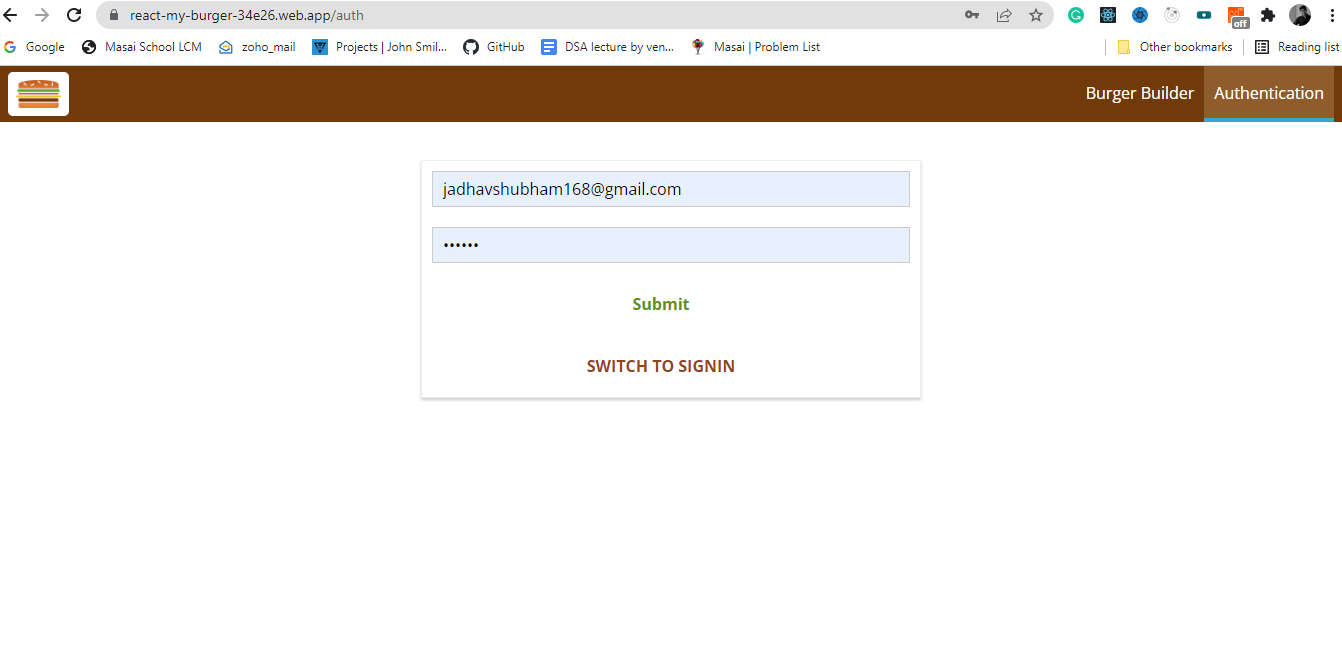 react-my-burger-34e26.web.app/auth
off
Google Masai School LCM zoho_mail Projects | John Smil... GitHub DSA lecture by ven... Masai | Problem List Other bookmarks Reading list
Burger Builder Authentication
jadhavshubham168@gmail.com
••••••
Submit
SWITCH TO SIGNIN